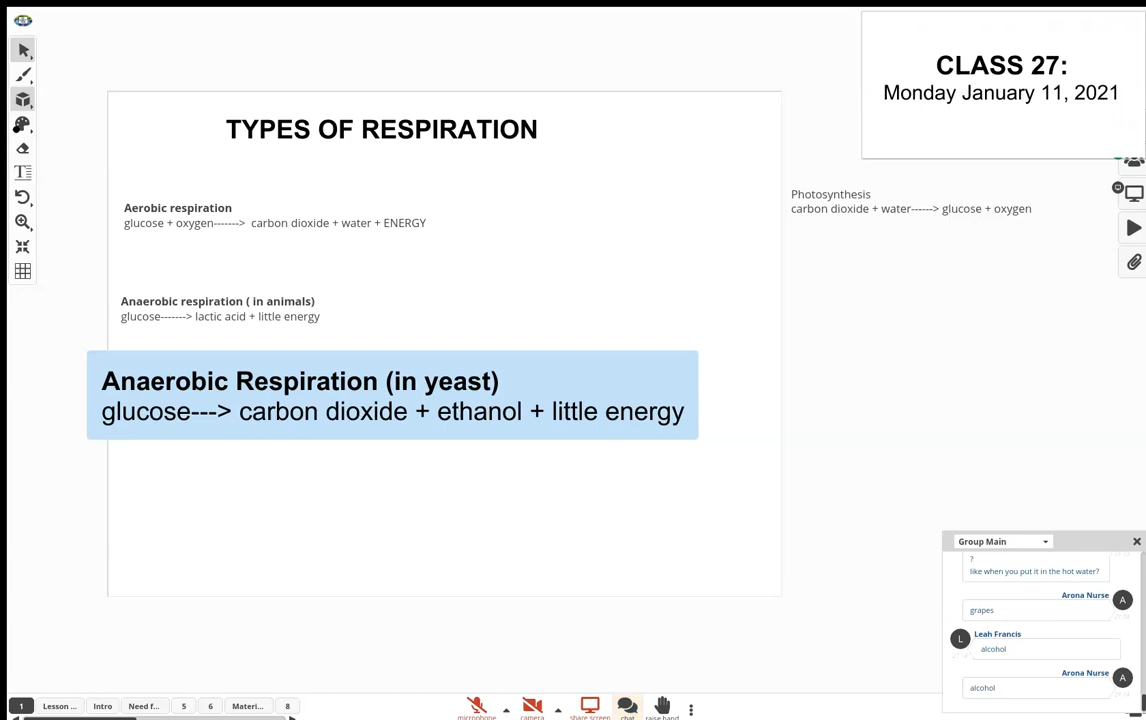 CLASS 27:
Monday January 11, 2021
TYPES OF RESPIRATION
Aerobic respiration
glucose + oxygen-------> carbon dioxide + water + ENERGY
Photosynthesis
carbon dioxide + water------> glucose + oxygen
Anaerobic respiration ( in animals)
glucose-------> lactic acid + little energy
Anaerobic Respiration (in yeast)
glucose---> carbon dioxide + ethanol + little energy
Group Main
?
like when you put it in the hot water?
Arona Nurse
A
grapes
Leah Francis
L
alcohol
Arona Nurse
A
alcohol
1 Lesson ... Intro Need f... 5 6 Materi... 8
microphone camera share screen chat raise hand